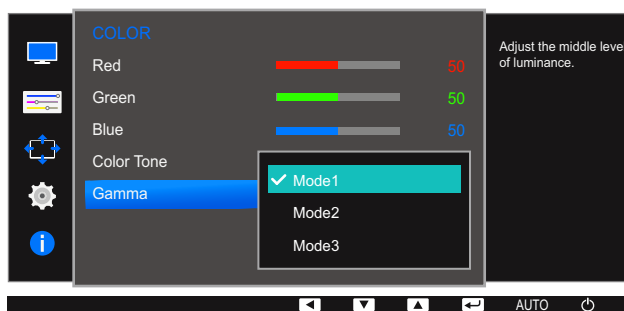 COLOR
Red 50
Green 50
Blue 50
Color Tone
Gamma
Mode1
Mode2
Mode3
Adjust the middle leve
of luminance.
i
AUTO